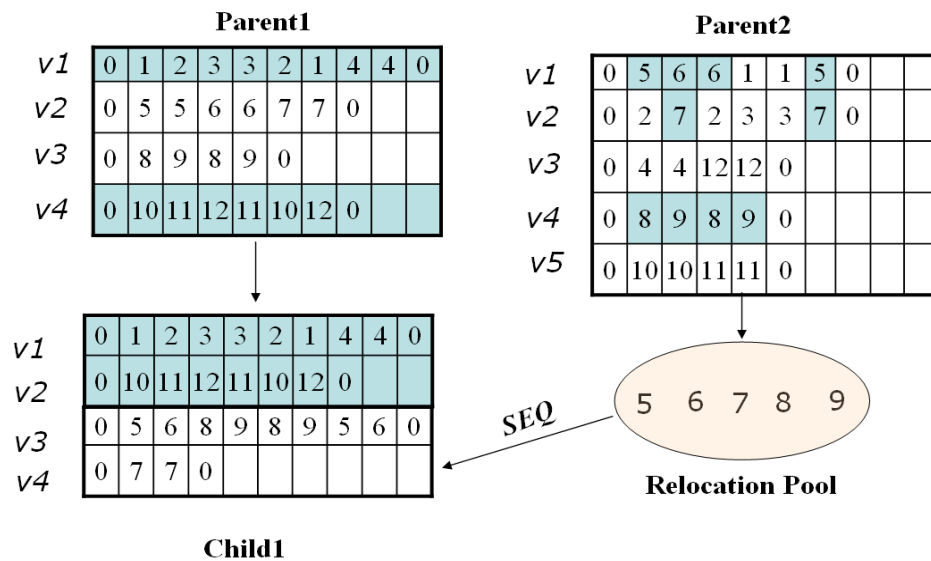 Parent1
v1 0 1 2 3 3 2 1 4 4 0
v2 0 5 5 6 6 7 7 0
v3 0 8 9 8 9 0
v4 0 10 11 12 11 10 12 0
Parent2
v1 0 5 6 6 1 1 5 0
v2 0 2 7 2 3 3 7 0
v3 0 4 4 12 12 0
v4 0 8 9 8 9 0
v5 0 10 10 11 11 0
v1 0 1 2 3 3 2 1 4 4 0
v2 0 10 11 12 11 10 12 0
v3 0 5 6 8 9 8 9 5 6 0
v4 0 7 7 0
Child1
SEQ
5 6 7 8 9
Relocation Pool